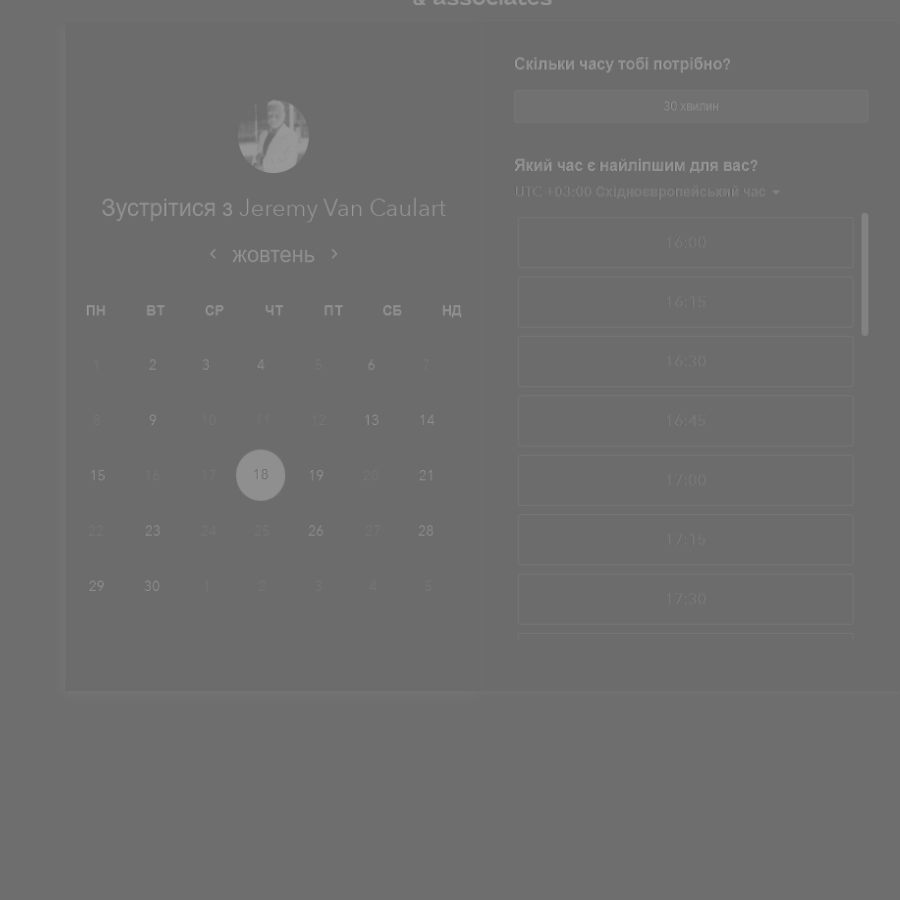 & associates
Зустрітися з Jeremy Van Caulart
жовтень
ПН ВТ СР ЧТ ПТ СБ НД
1 2 3 4 5 6 7
8 9 10 11 12 13 14
15 16 17 18 19 20 21
22 23 24 25 26 27 28
29 30 1 2 3 4 5
Скільки часу тобі потрібно?
30 хвилин
Який час є найліпшим для вас?
UTC +03:00 Східноєвропейський час
16:00
16:15
16:30
16:45
17:00
17:15
17:30